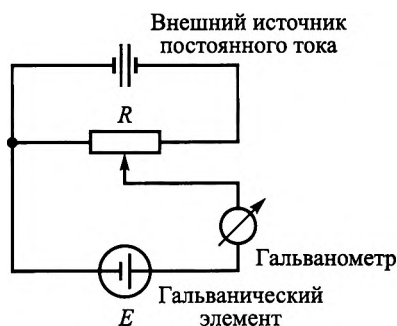 Внешний источник
постоянного тока
R
Гальванометр
Гальванический
элемент
E